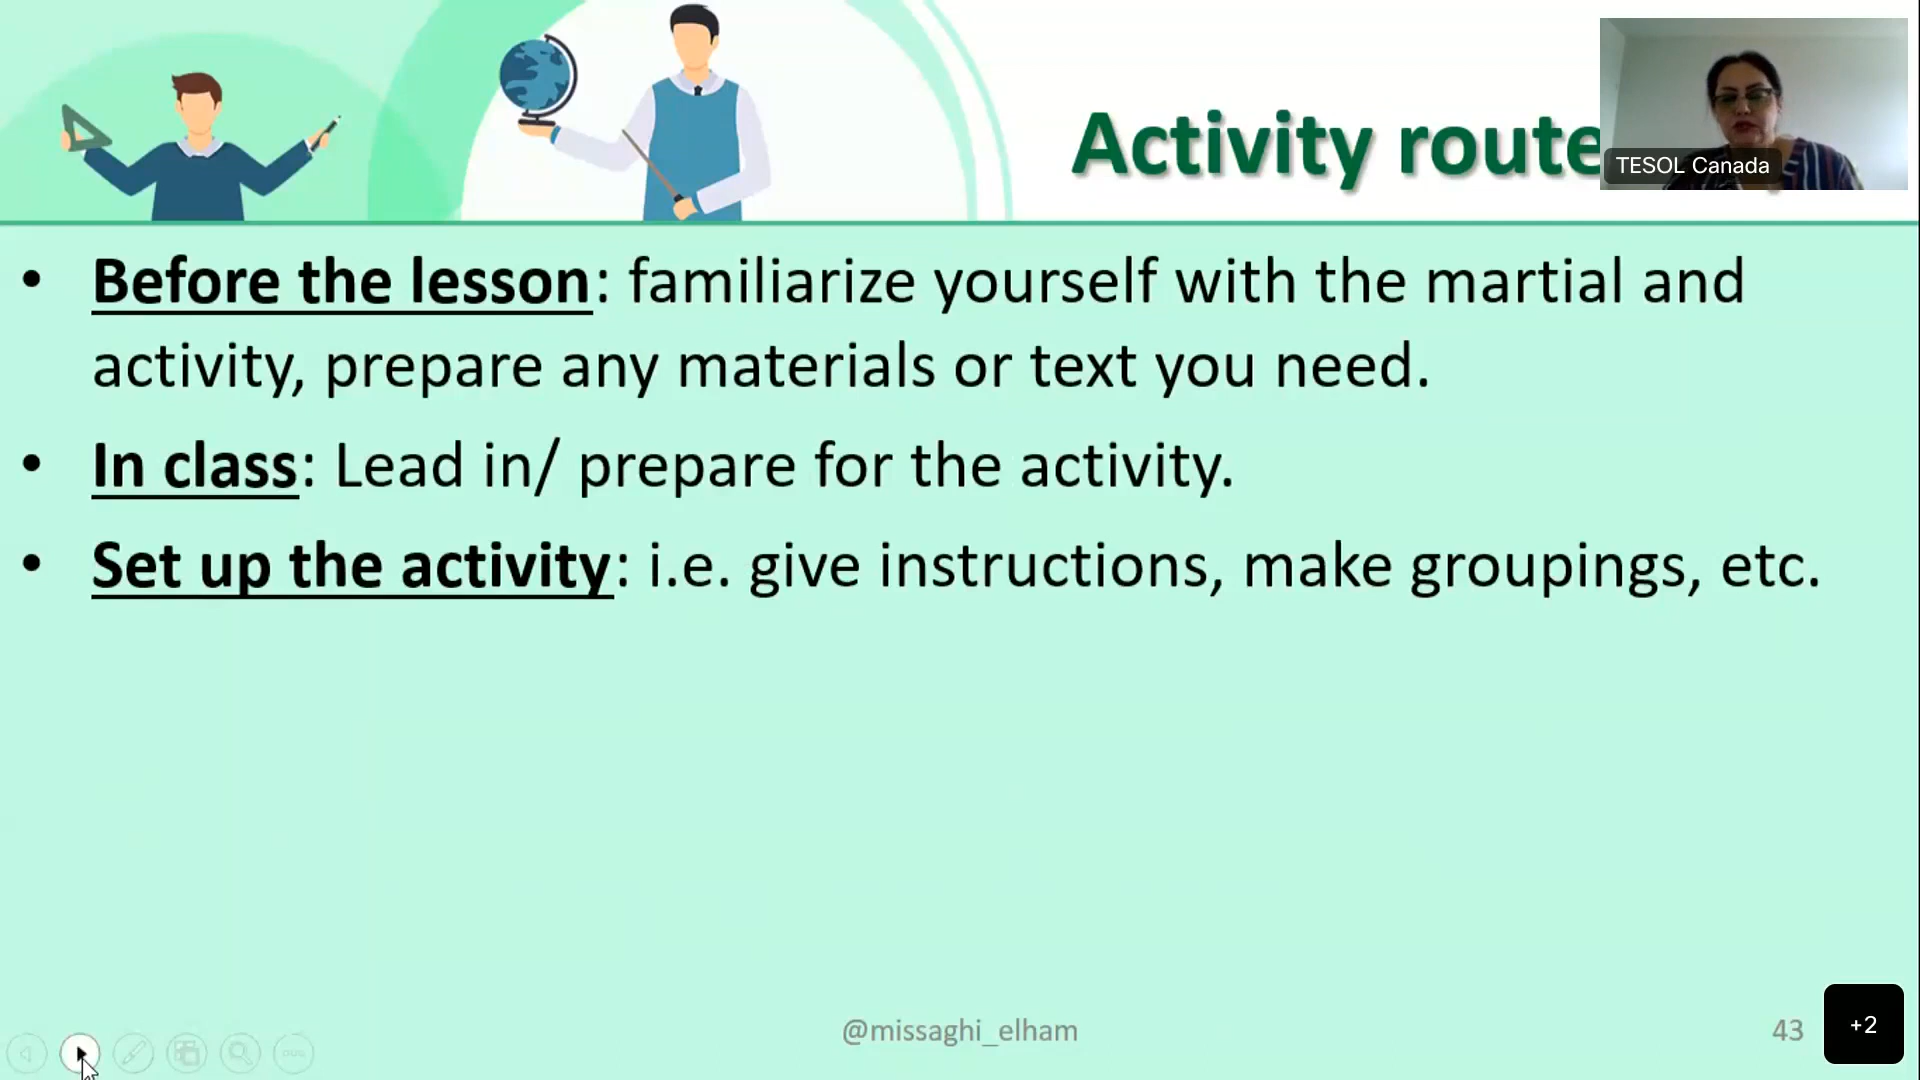 Activity route
TESOL Canada
• Before the lesson: familiarize yourself with the martial and
activity, prepare any materials or text you need.
• In class: Lead in/ prepare for the activity.
• Set up the activity: i.e. give instructions, make groupings, etc.
@missaghi_elham
43
+2